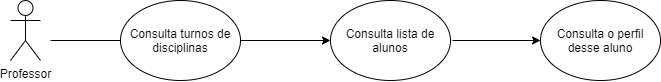 Professor
Consulta turnos de
disciplinas
Consulta lista de
alunos
Consulta o perfil
desse aluno